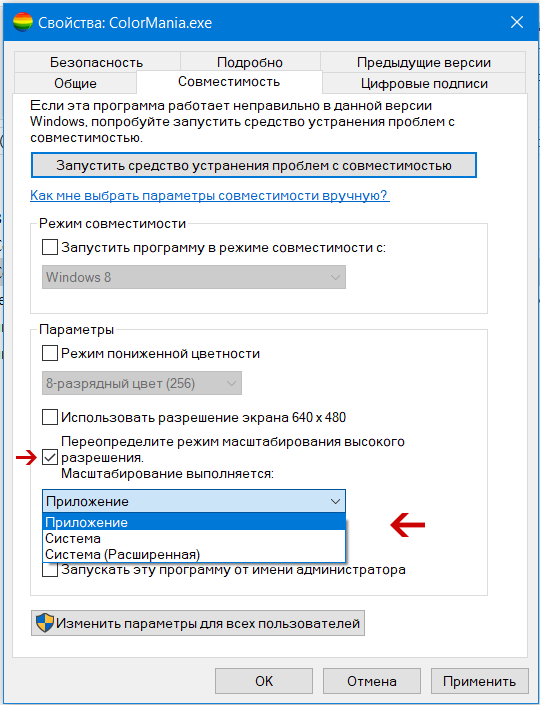 Свойства: ColorMania.exe
Безопасность Подробно Предыдущие версии
Общие Совместимость Цифровые подписи
Если эта программа работает неправильно в данной версии
Windows, попробуйте запустить средство устранения проблем с
совместимостью.
Запустить средство устранения проблем с совместимостью
Как мне выбрать параметры совместимости вручную?
Режим совместимости
Запустить программу в режиме совместимости с:
Windows 8
Параметры
Режим пониженной цветности
8-разрядный цвет (256)
Использовать разрешение экрана 640 x 480
Переопределите режим масштабирования высокого
разрешения.
Масштабирование выполняется:
Приложение
Приложение
Система
Система (Расширенная)
Запускать эту программу от имени администратора
Изменить параметры для всех пользователей
ОК Отмена Применить